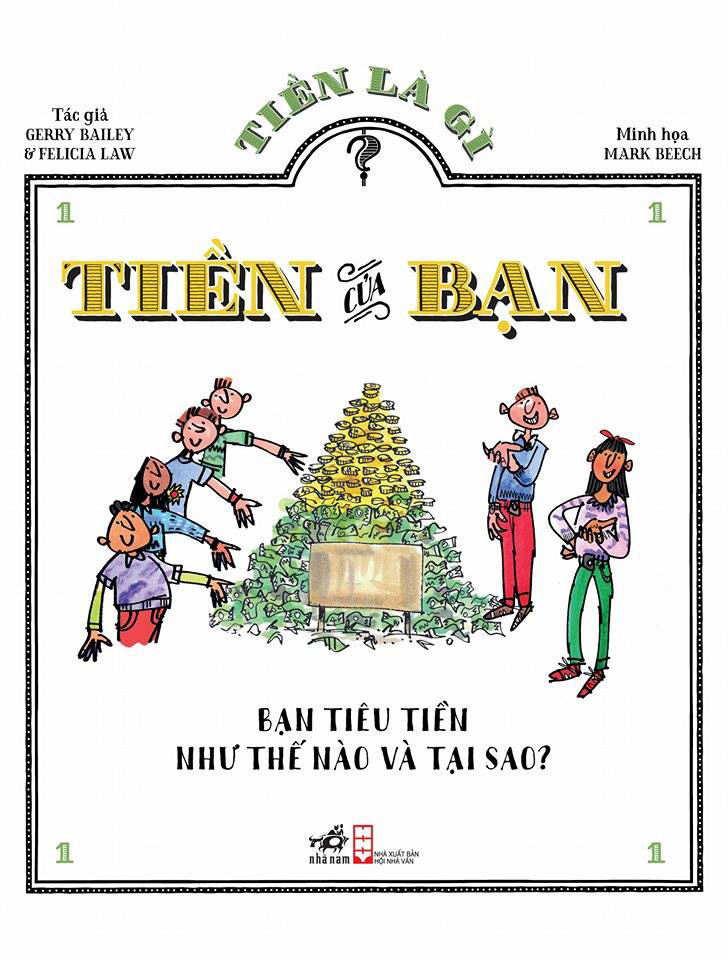 TIỀN LÀ GÌ
?
Tác giả
GERRY BAILEY
& FELICIA LAW
Minh họa
MARK BEECH
1 1
TIỀN CỦA BẠN
BẠN TIÊU TIỀN
NHƯ THẾ NÀO VÀ TẠI SAO?
nhã nam
NHÀ XUẤT BẢN
HỘI NHÀ VĂN
1 1